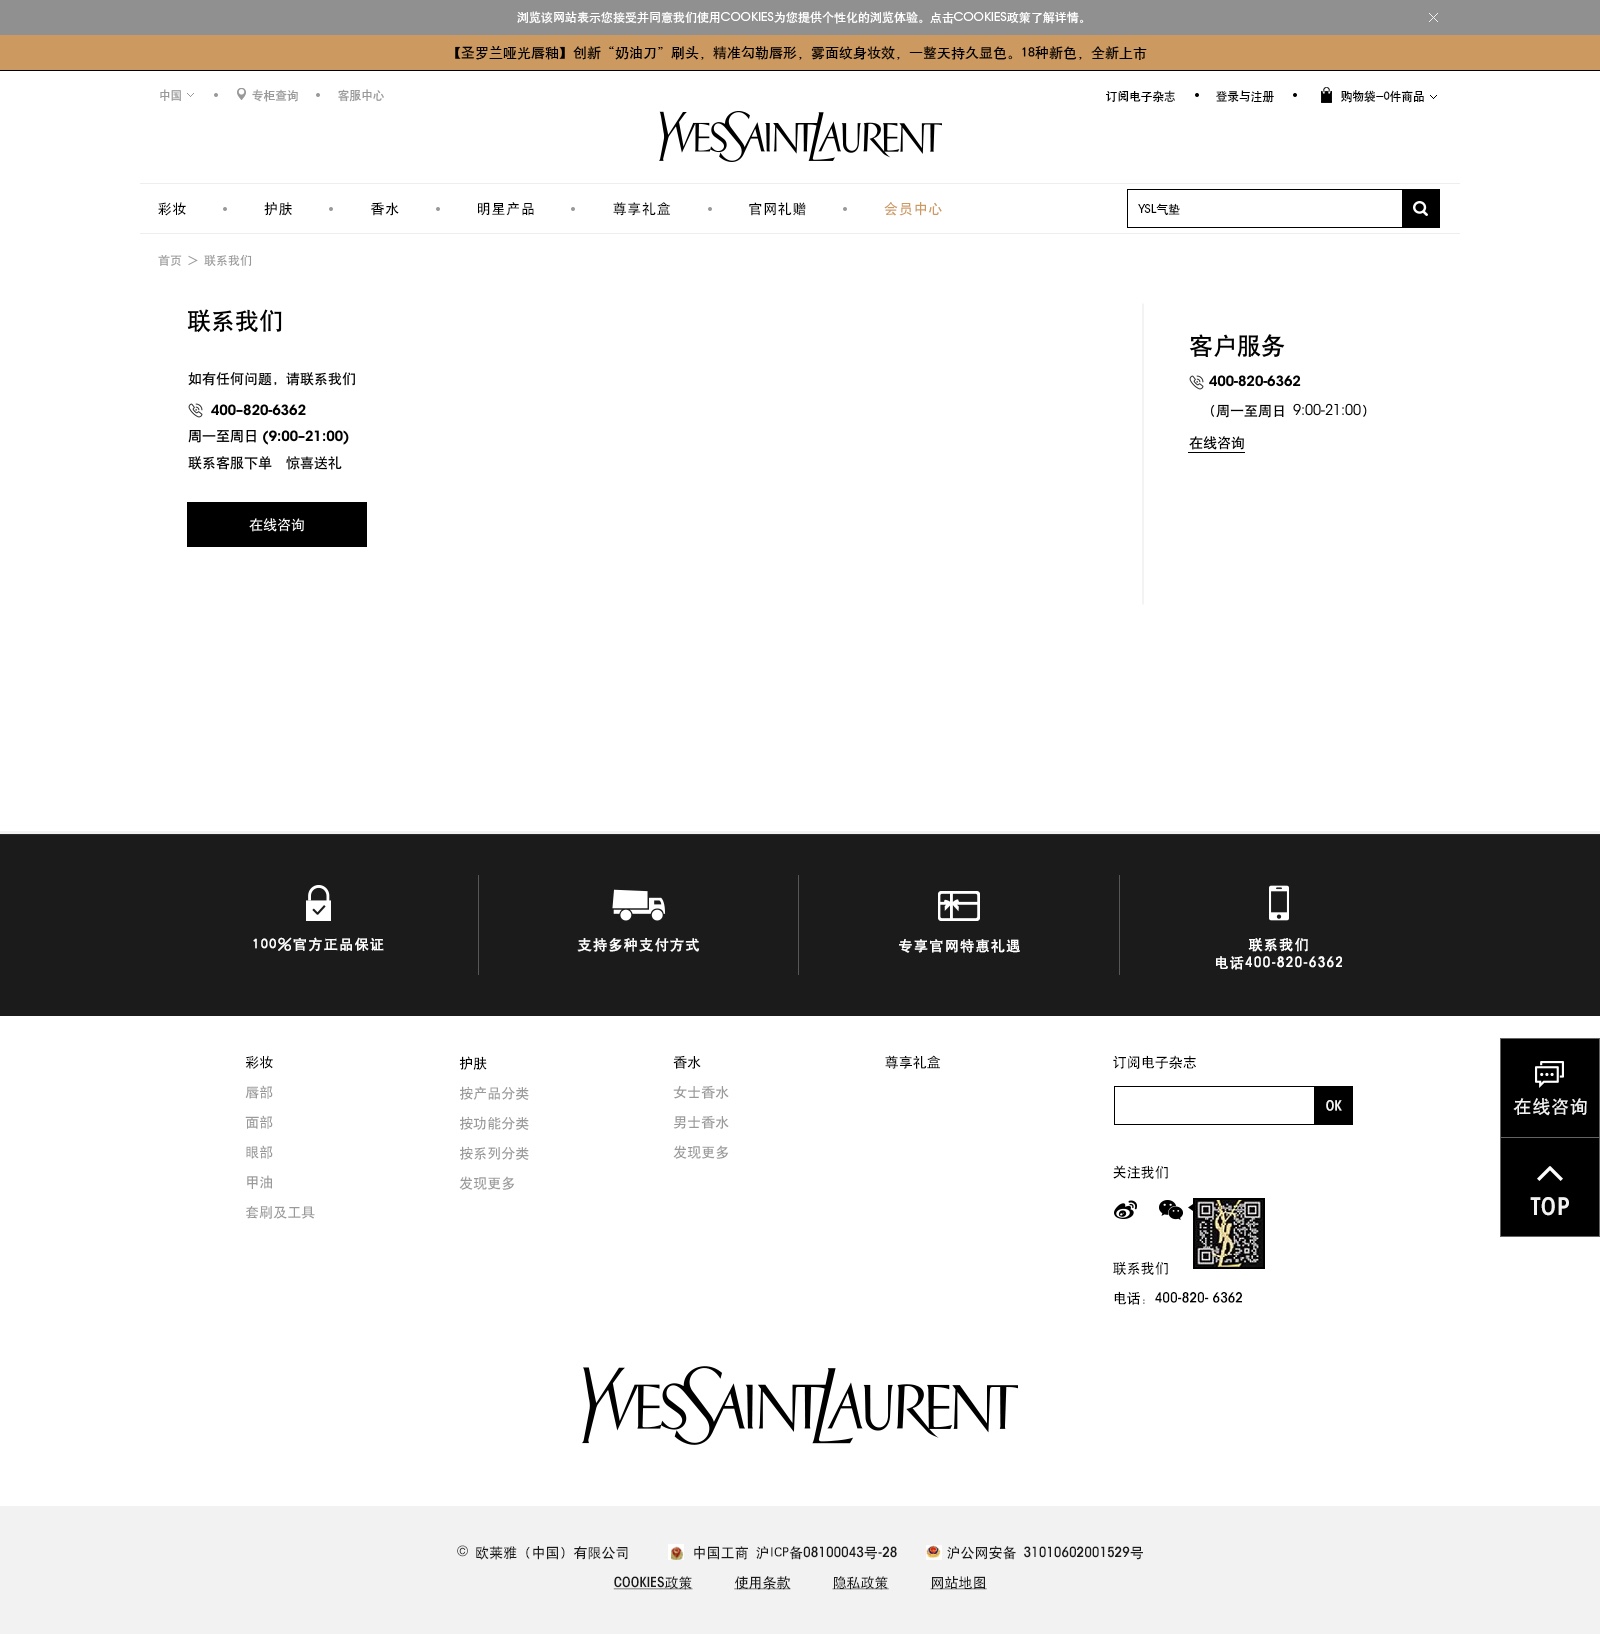 浏览该网站表示您接受并同意我们使用COOKIES为您提供个性化的浏览体验。点击COOKIES政策了解详情。
【圣罗兰哑光唇釉】创新“奶油刀”刷头，精准勾勒唇形，雾面纹身妆效，一整天持久显色。18种新色，全新上市
中国 • 专柜查询 • 客服中心
订阅电子杂志 • 登录与注册 • 购物袋—0件商品
YVESSAINTLAURENT
彩妆 • 护肤 • 香水 • 明星产品 • 尊享礼盒 • 官网礼赠 • 会员中心
YSL气垫
首页 > 联系我们
联系我们
如有任何问题，请联系我们
400-820-6362
周一至周日 (9:00-21:00)
联系客服下单 惊喜送礼
在线咨询
客户服务
400-820-6362
（周一至周日 9:00-21:00）
在线咨询
100%官方正品保证
支持多种支付方式
专享官网特惠礼遇
联系我们
电话400-820-6362
彩妆
唇部
面部
眼部
甲油
套刷及工具
护肤
按产品分类
按功能分类
按系列分类
发现更多
香水
女士香水
男士香水
发现更多
尊享礼盒
订阅电子杂志
OK
关注我们
联系我们
电话：400-820- 6362
在线咨询
TOP
YVESSAINTLAURENT
© 欧莱雅（中国）有限公司 中国工商 沪ICP备08100043号-28 沪公网安备 31010602001529号
COOKIES政策 使用条款 隐私政策 网站地图